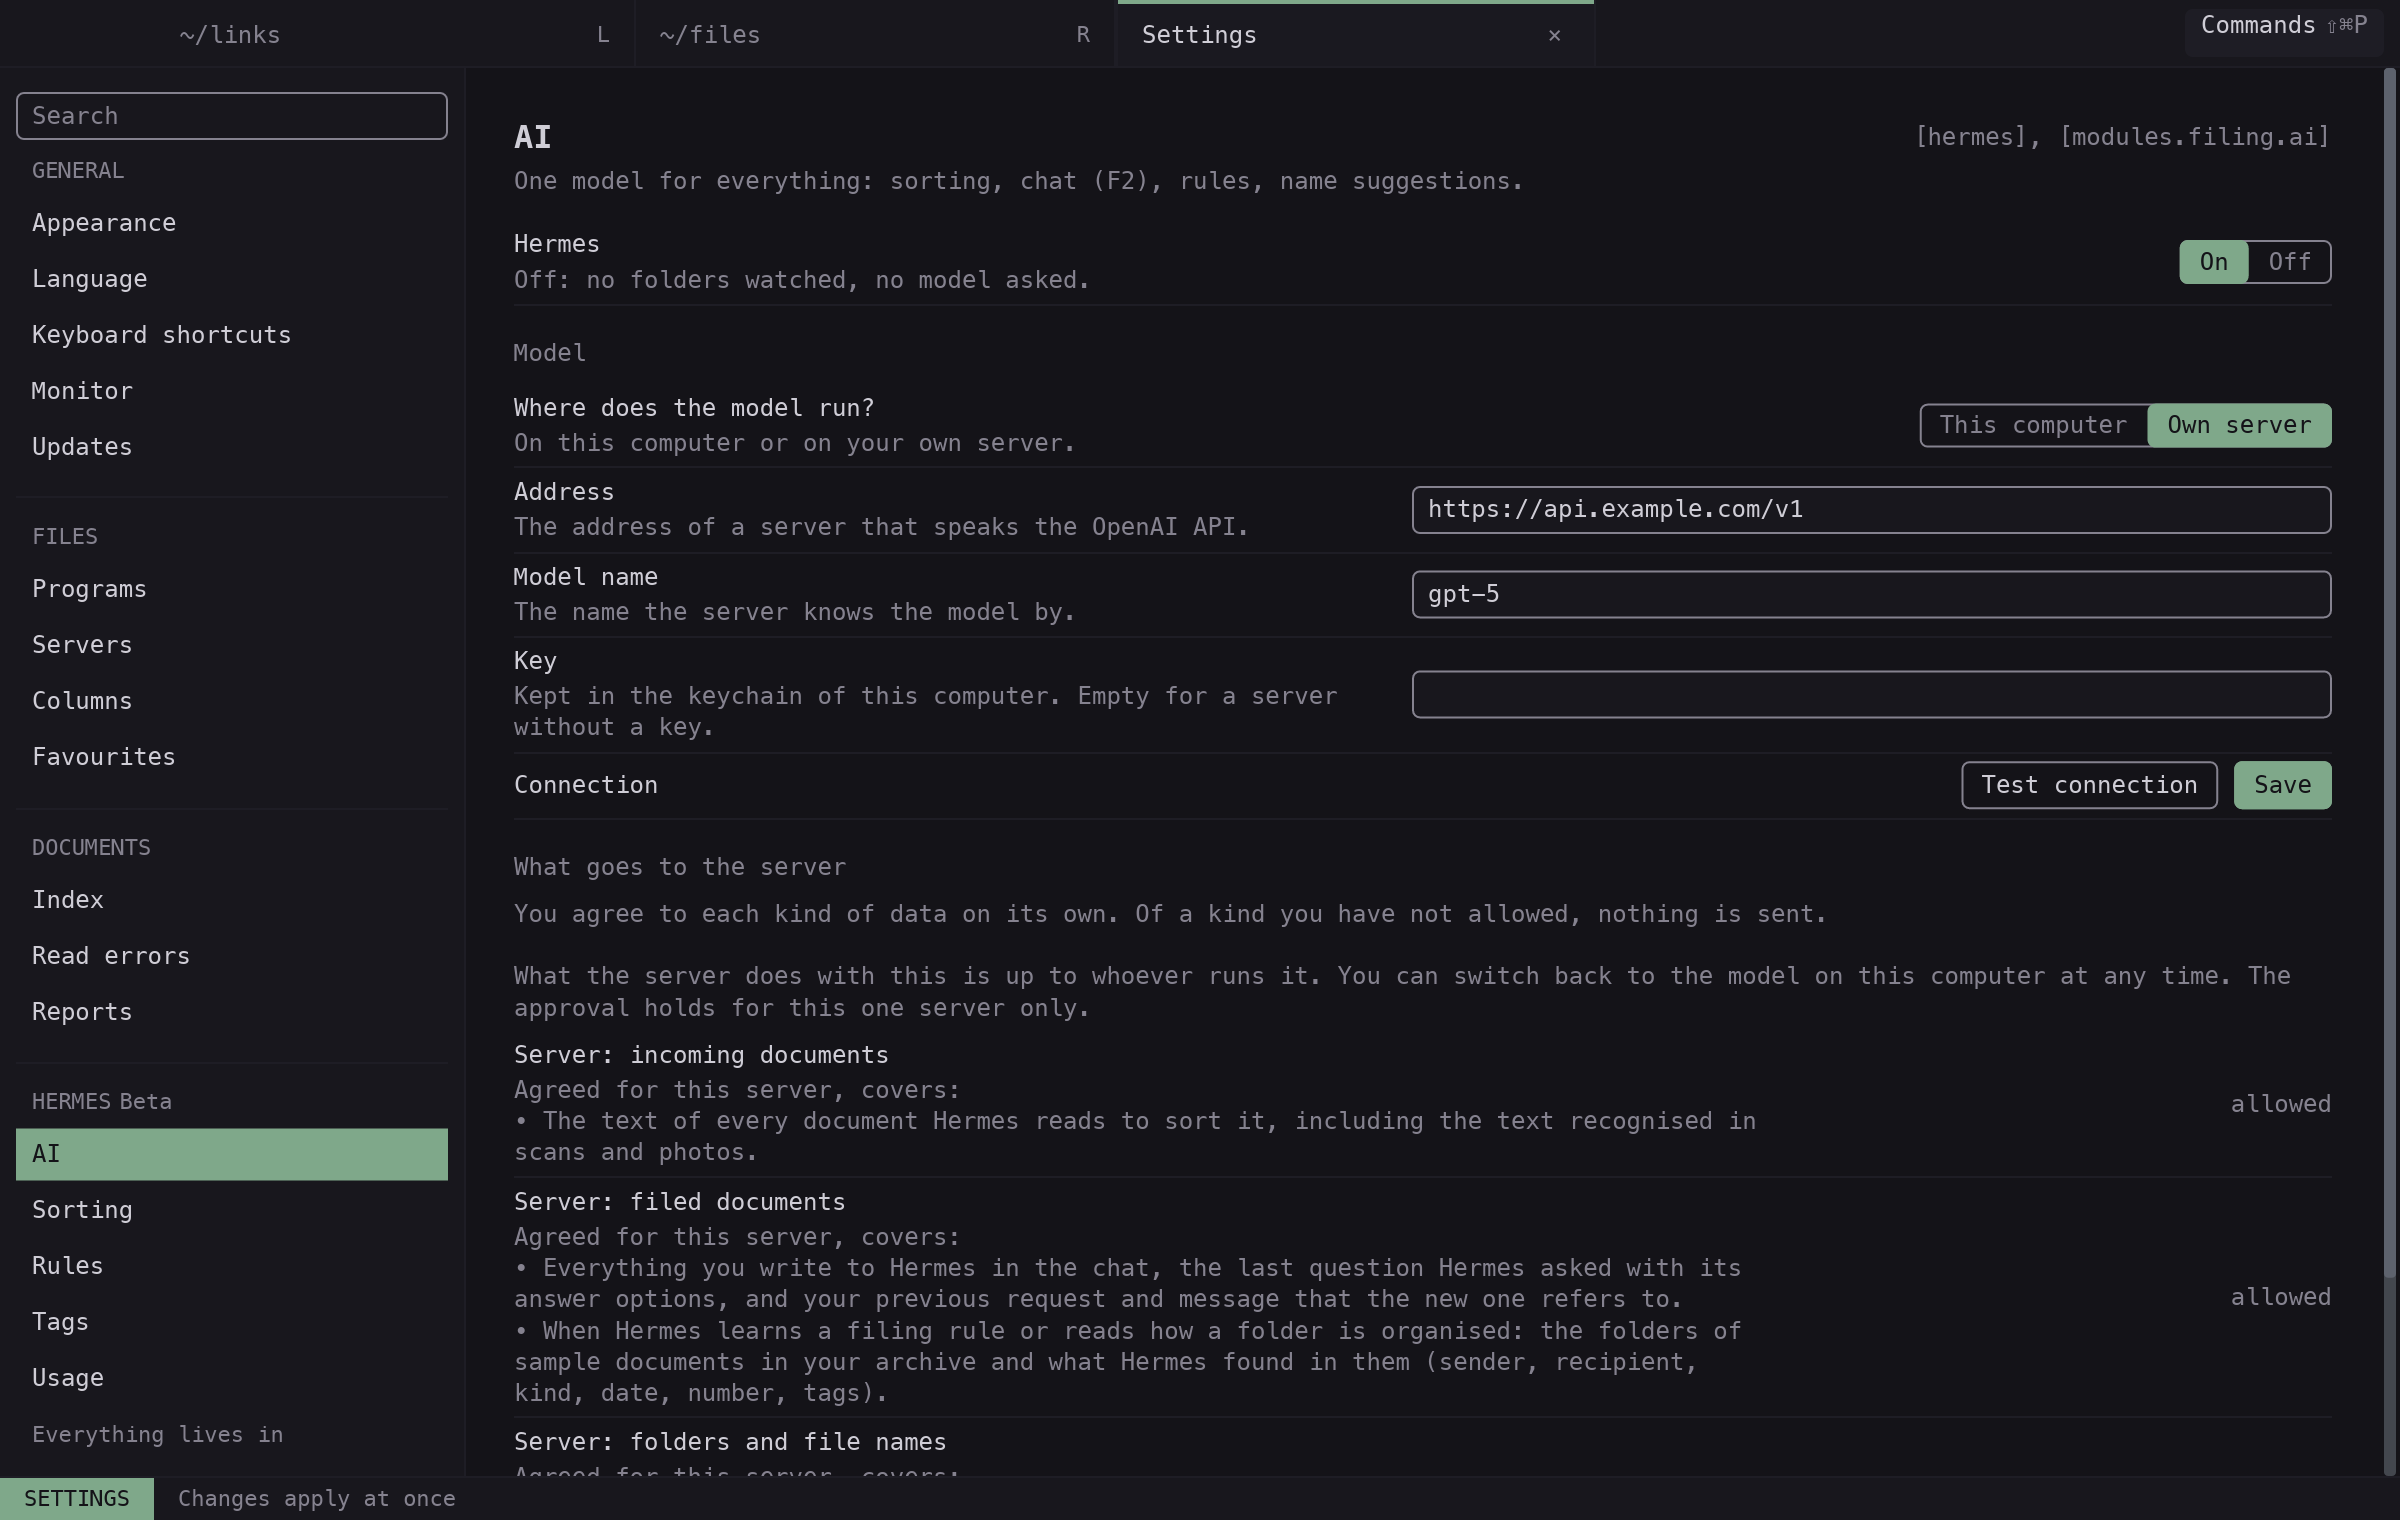 ~/links L ~/files R Settings × Commands ⇧⌘P
Search
GENERAL
Appearance
Language
Keyboard shortcuts
Monitor
Updates
FILES
Programs
Servers
Columns
Favourites
DOCUMENTS
Index
Read errors
Reports
HERMES Beta
AI
Sorting
Rules
Tags
Usage
Everything lives in
AI [hermes], [modules.filing.ai]
One model for everything: sorting, chat (F2), rules, name suggestions.
Hermes
Off: no folders watched, no model asked.
On Off
Model
Where does the model run?
On this computer or on your own server.
This computer Own server
Address
The address of a server that speaks the OpenAI API.
https://api.example.com/v1
Model name
The name the server knows the model by.
gpt-5
Key
Kept in the keychain of this computer. Empty for a server
without a key.
Connection Test connection Save
What goes to the server
You agree to each kind of data on its own. Of a kind you have not allowed, nothing is sent.
What the server does with this is up to whoever runs it. You can switch back to the model on this computer at any time. The
approval holds for this one server only.
Server: incoming documents
Agreed for this server, covers:
• The text of every document Hermes reads to sort it, including the text recognised in
scans and photos.
allowed
Server: filed documents
Agreed for this server, covers:
• Everything you write to Hermes in the chat, the last question Hermes asked with its
answer options, and your previous request and message that the new one refers to.
• When Hermes learns a filing rule or reads how a folder is organised: the folders of
sample documents in your archive and what Hermes found in them (sender, recipient,
kind, date, number, tags).
allowed
Server: folders and file names
Agreed for this server, covers:
SETTINGS Changes apply at once